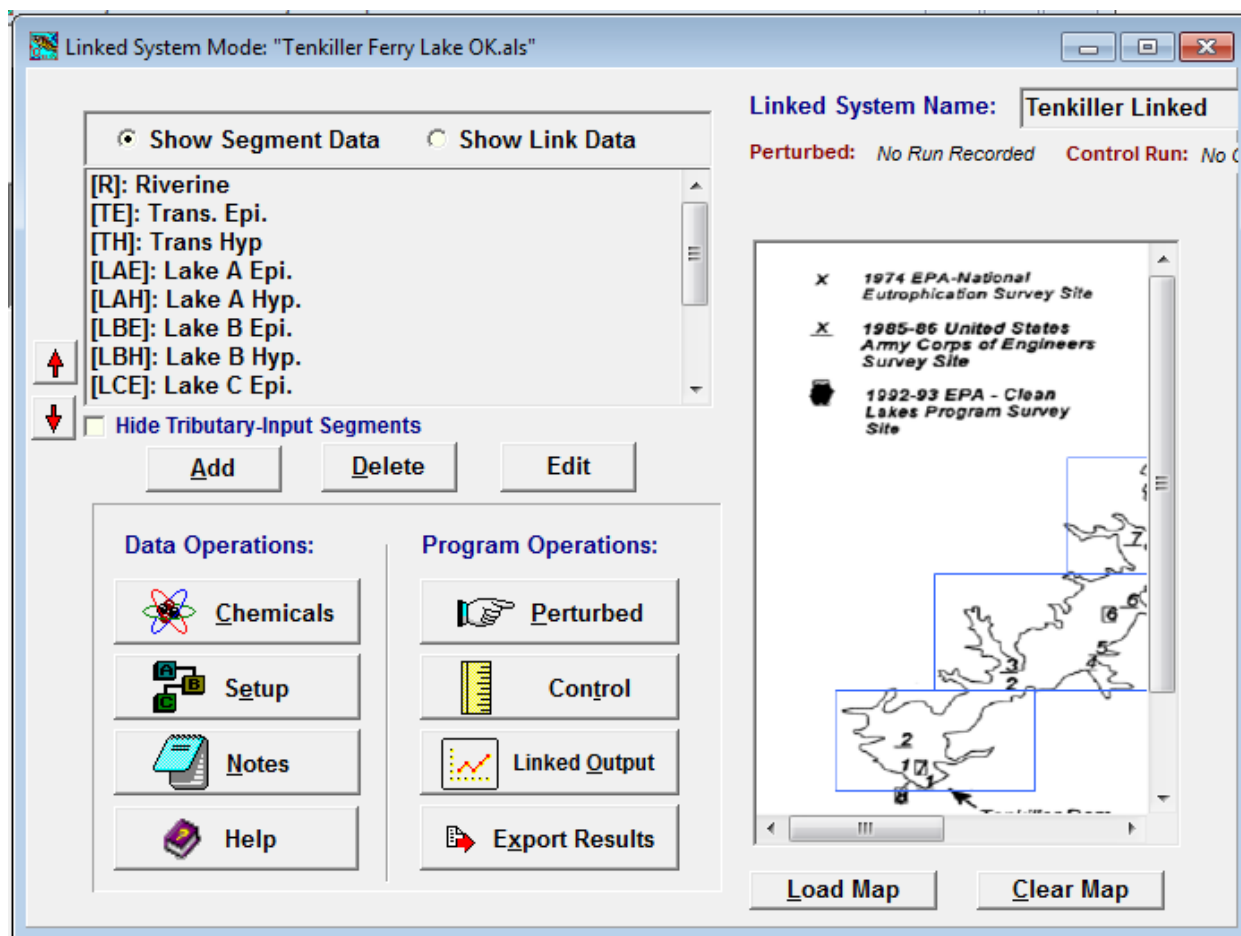 Linked System Mode: "Tenkiller Ferry Lake OK.als"
Linked System Name: Tenkiller Linked
Perturbed: No Run Recorded Control Run: No
Show Segment Data Show Link Data
[R]: Riverine
[TE]: Trans. Epi.
[TH]: Trans Hyp
[LAE]: Lake A Epi.
[LAH]: Lake A Hyp.
[LBE]: Lake B Epi.
[LBH]: Lake B Hyp.
[LCE]: Lake C Epi.
Hide Tributary-Input Segments
Add Delete Edit
Data Operations:
Chemicals
A
B
C
Setup
Notes
Help
Program Operations:
Perturbed
Control
Linked Output
Export Results
x 1974 EPA-National
Eutrophication Survey Site
x 1985-86 United States
Army Corps of Engineers
Survey Site
1992-93 EPA - Clean
Lakes Program Survey
Site
7
6
6
5
4
3
2
2
1
1
8
Load Map Clear Map